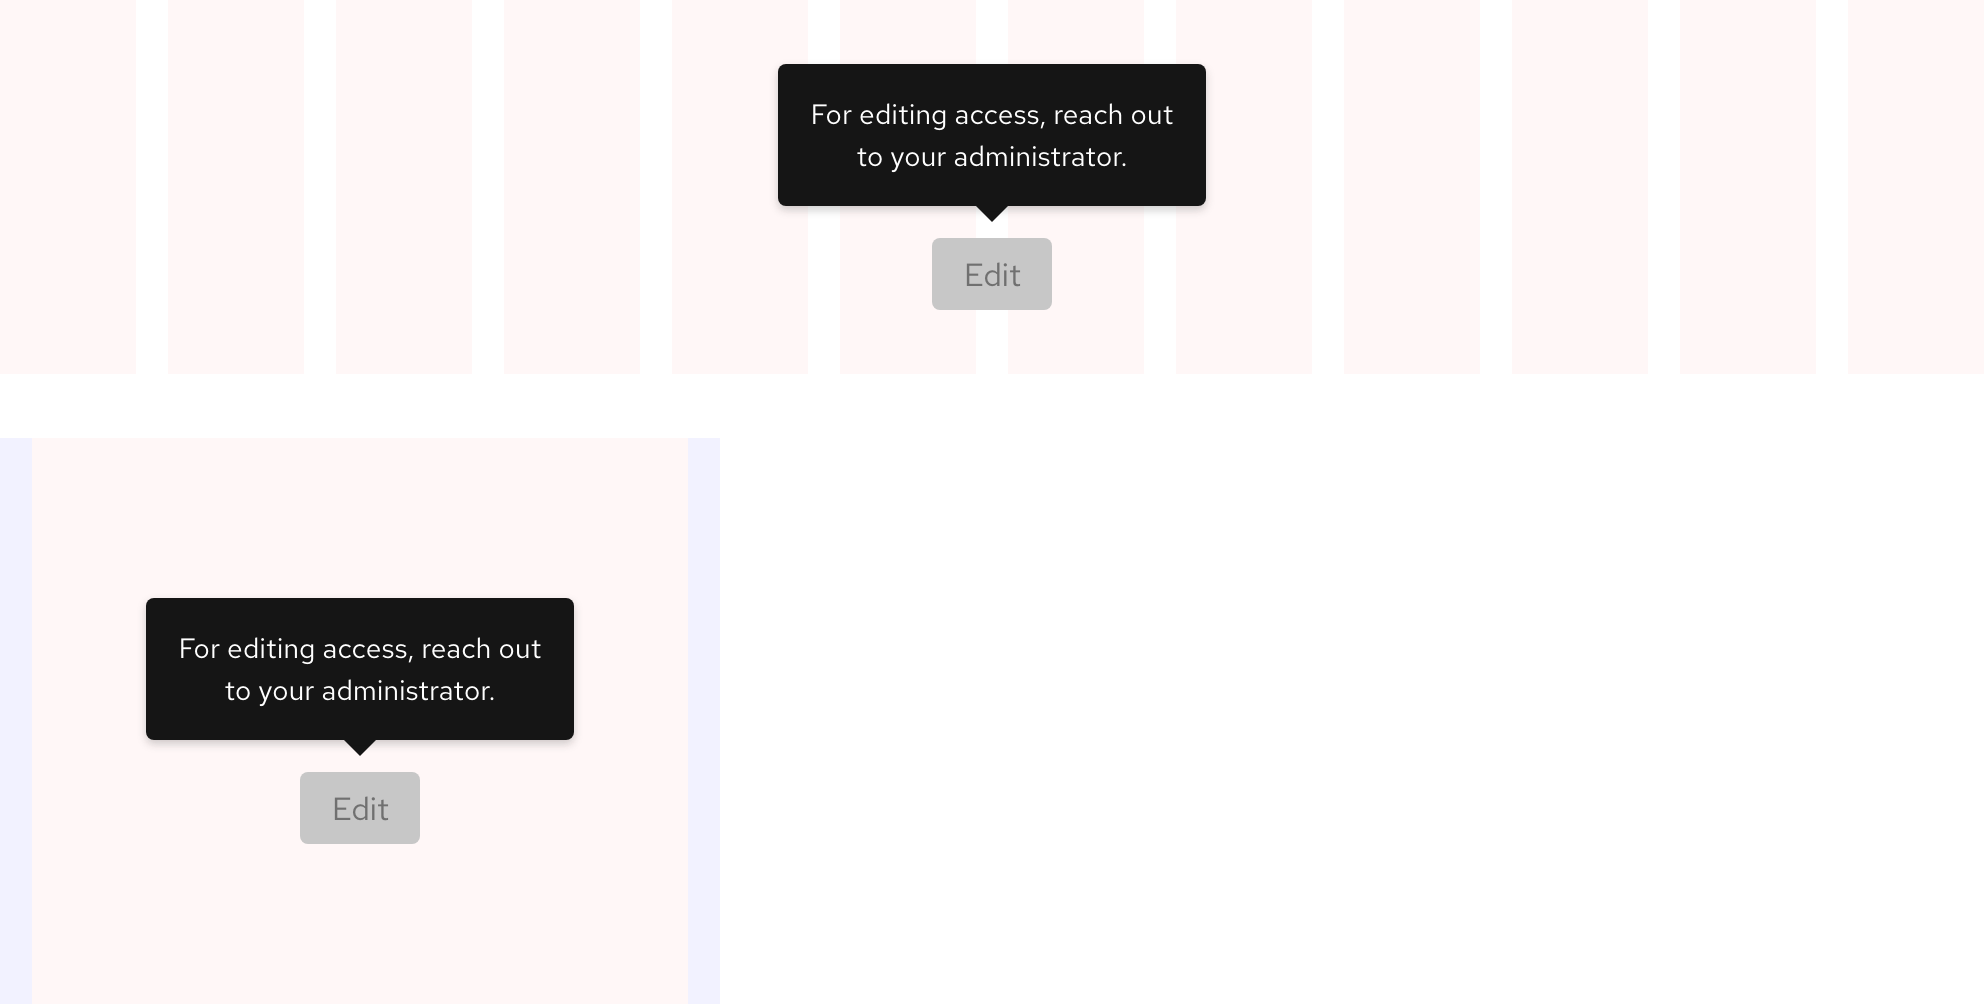 For editing access, reach out
to your administrator.
Edit
For editing access, reach out
to your administrator.
Edit